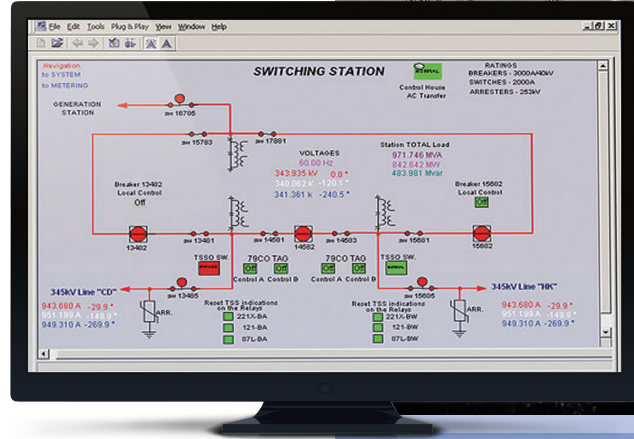 File Edit Tools Plug & Play View Window Help
Navigation
to SYSTEM
to METERING
SWITCHING STATION
NORMAL
Control House
AC Transfer
RATINGS
BREAKERS - 3000A/40kV
SWITCHES - 2000A
ARRESTERS - 253kV
GENERATION
STATION
SW 16785
SW 15783
SW 17881
VOLTAGES
60.00 Hz
343.935 kV 0.0 °
340.062 k -120.1 °
341.361 k -240.5 °
Station TOTAL Load
971.746 MVA
842.642 MW
483.981 Mvar
Breaker 13482
Local Control
Off
Breaker 15682
Local Control
Off
13482
SW 13481
SW 14581
14582
SW 14583
SW 15681
15682
TSSO SW.
79CO TAG
Off Off
Control A Control B
79CO TAG
Off Off
Control A Control B
TSSO SW.
NORMAL
345kV Line "CD"
SW 13485
943.680 A -29.9 °
951.199 A -149.9 °
949.310 A -269.9 °
ARR.
Reset TSS indications
on the Relays
221X-BA
121-BA
87L-BA
Reset TSS indications
on the Relays
221X-BW
121-BW
87L-BW
SW 15685
345kV Line "HK"
ARR.
943.680 A -29.9 °
951.199 A -149.9 °
949.310 A -269.9 °